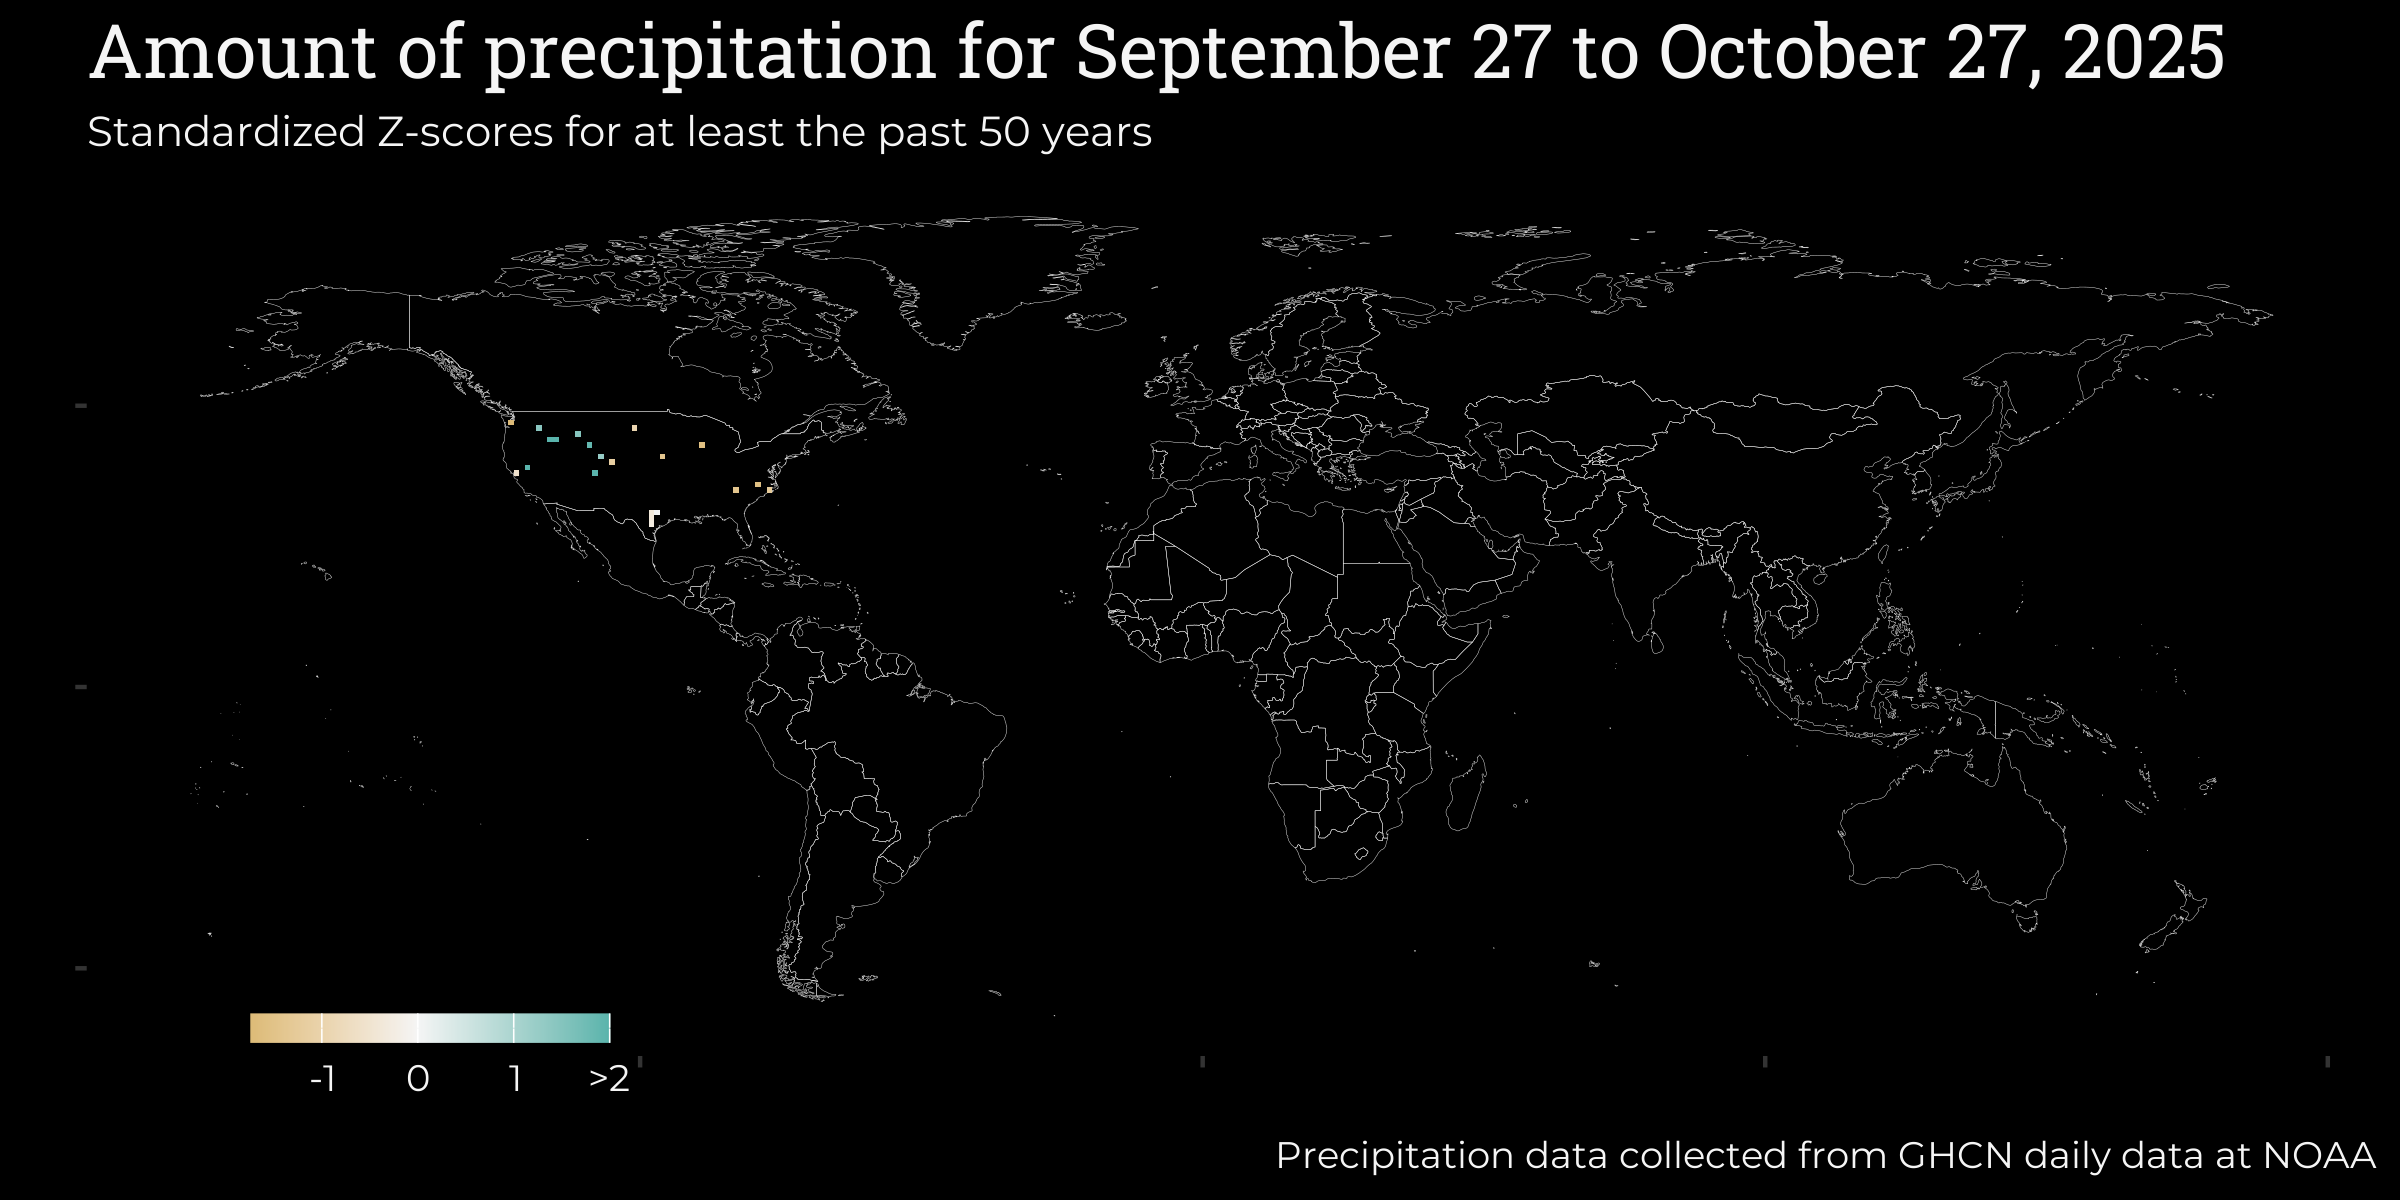 Amount of precipitation for September 27 to October 27, 2025
Standardized Z-scores for at least the past 50 years
-1 0 1 >2
Precipitation data collected from GHCN daily data at NOAA